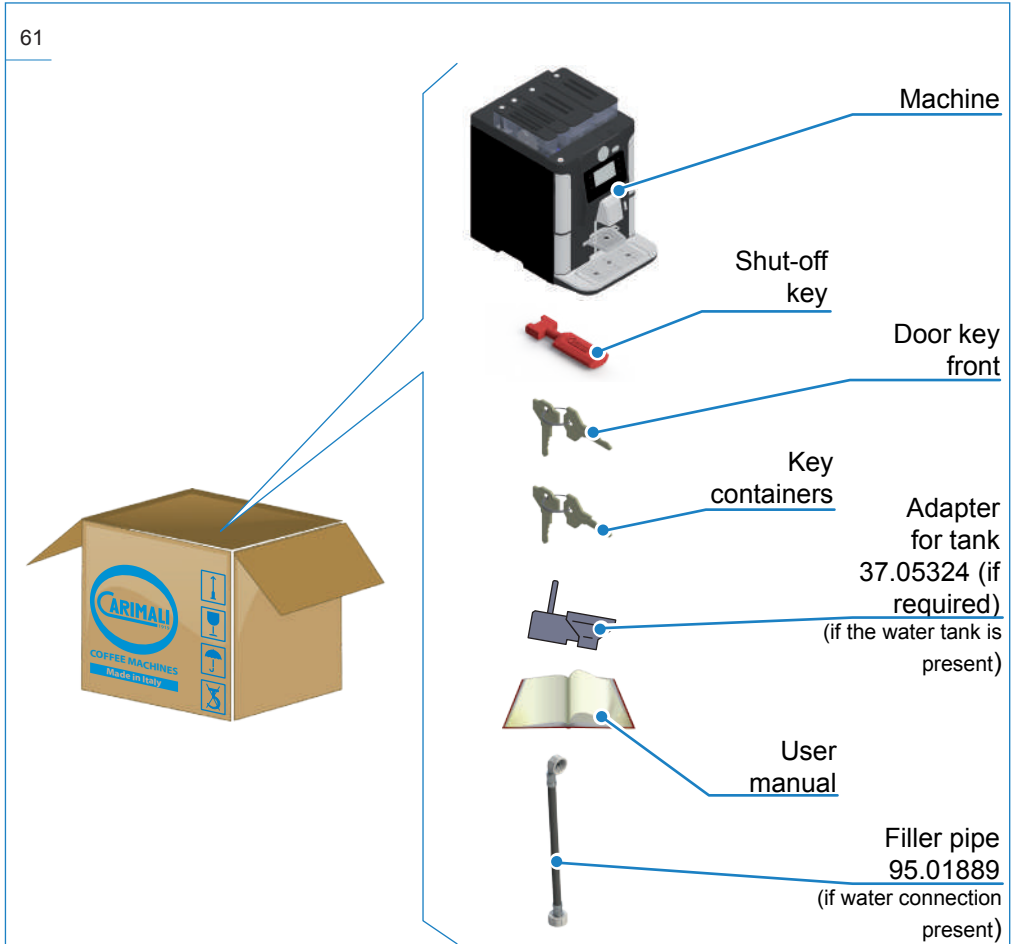 61
Machine
Shut-off
key
Door key
front
Key
containers
Adapter
for tank
37.05324 (if
required)
(if the water tank is
present)
CARIMALI
COFFEE MACHINES
Made in Italy
User
manual
Filler pipe
95.01889
(if water connection
present)